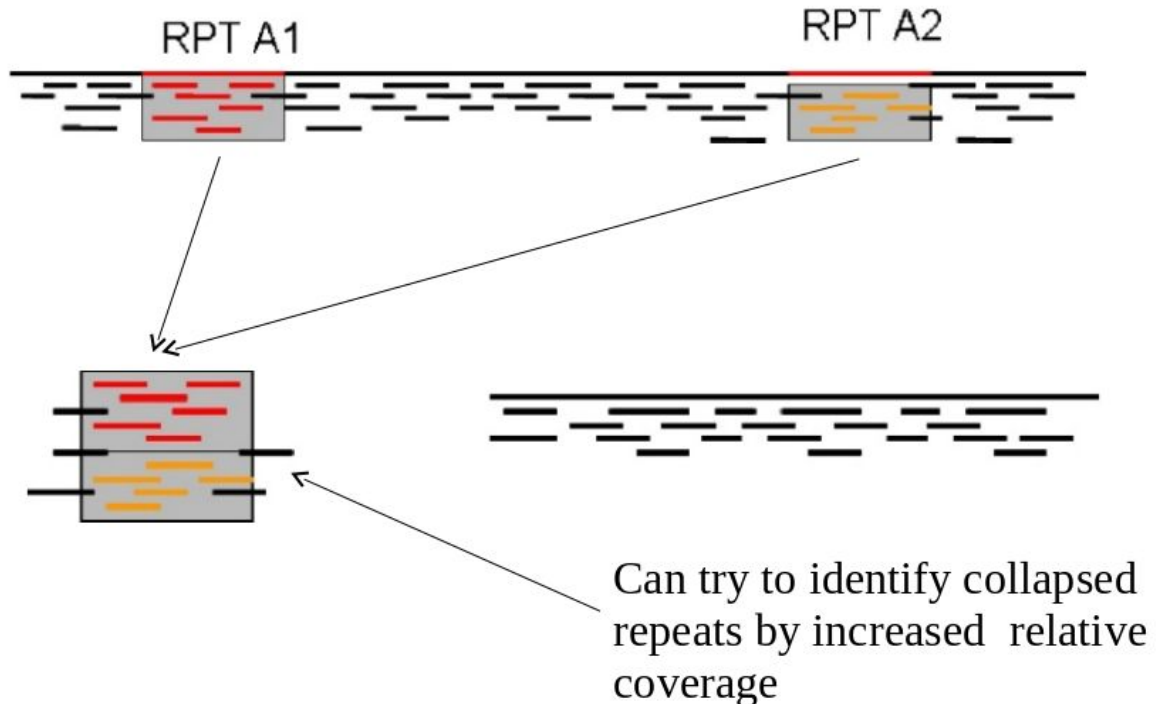 RPT A1
RPT A2
Can try to identify collapsed
repeats by increased relative
coverage